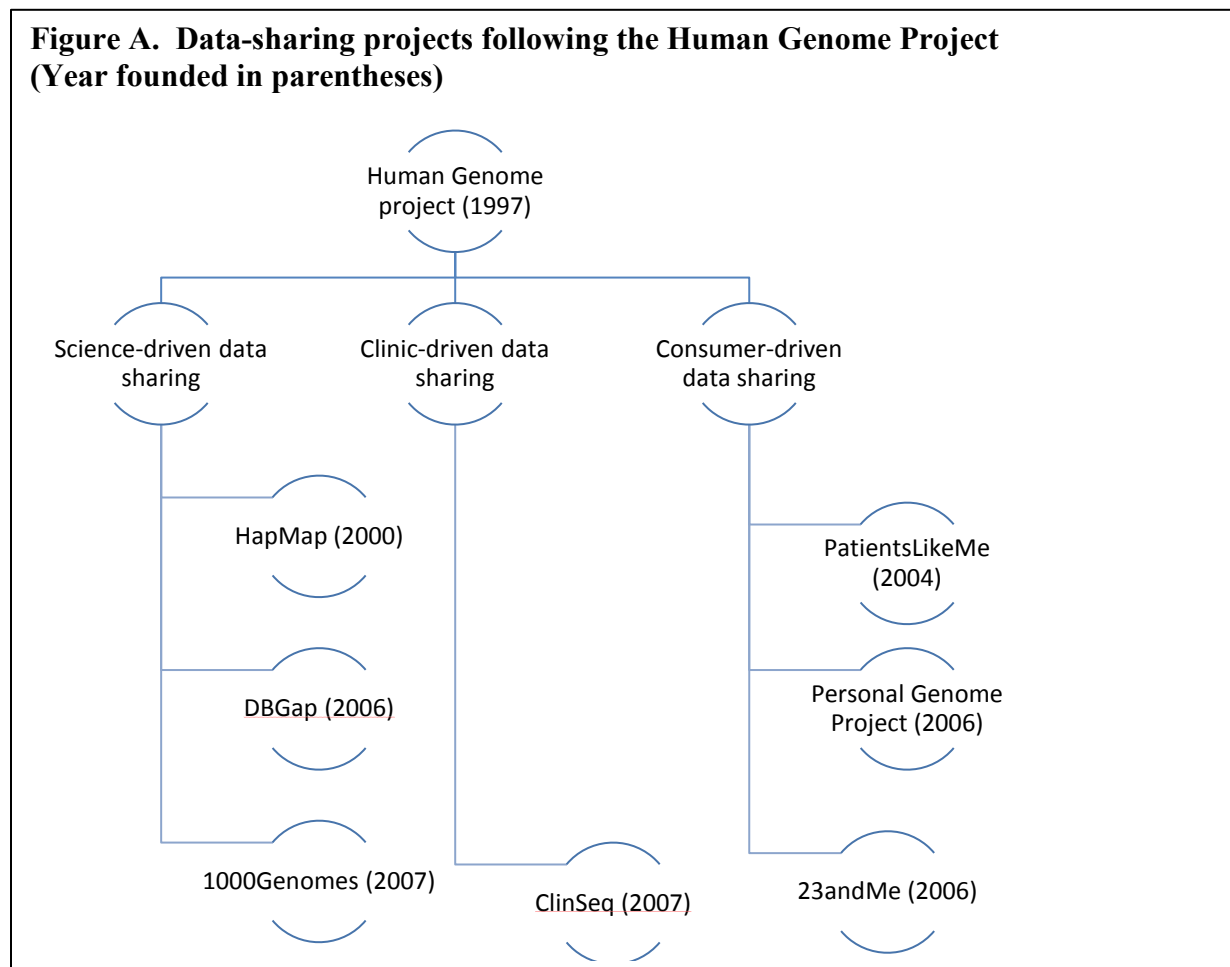 Figure A. Data-sharing projects following the Human Genome Project
(Year founded in parentheses)
Human Genome
project (1997)
Science-driven data
sharing
Clinic-driven data
sharing
Consumer-driven
data sharing
HapMap (2000)
DBGap (2006)
1000Genomes (2007)
ClinSeq (2007)
PatientsLikeMe
(2004)
Personal Genome
Project (2006)
23andMe (2006)